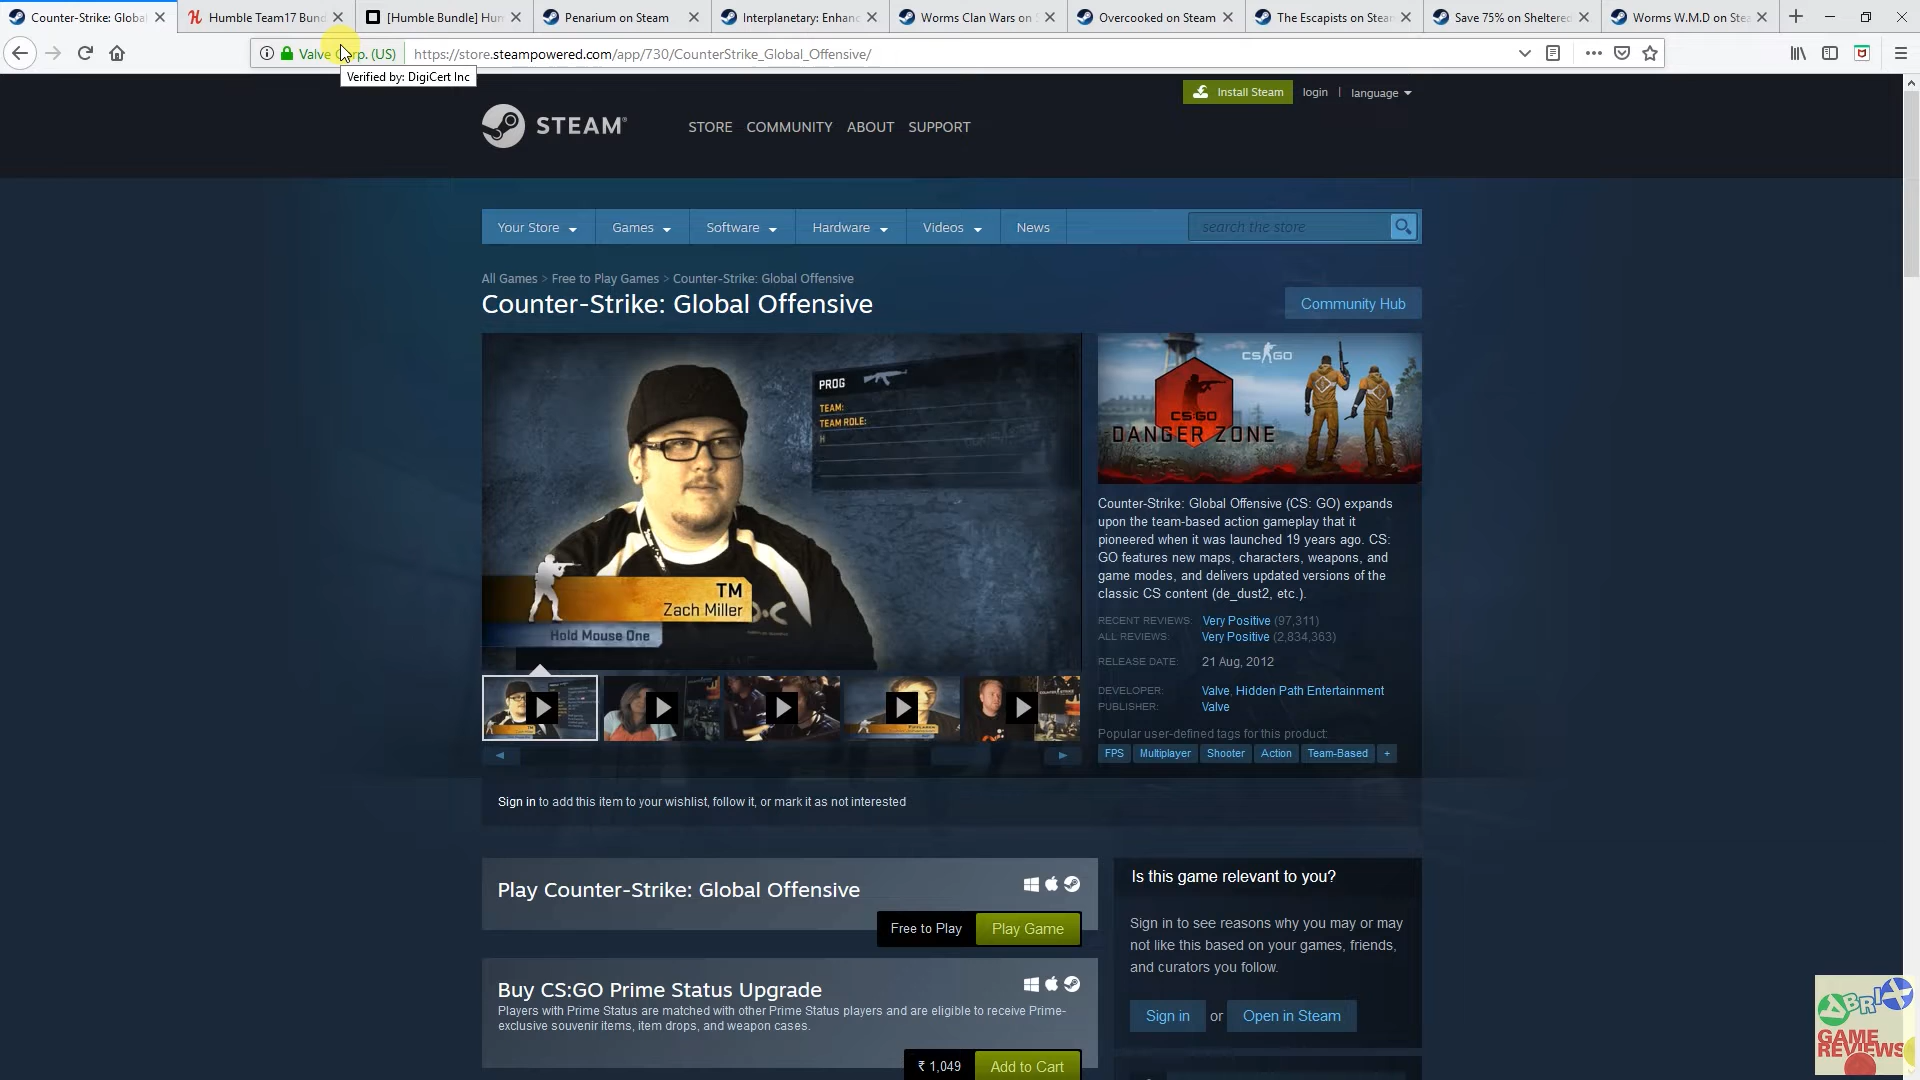 Counter-Strike: Global
Humble Team17 Bund
[Humble Bundle] Hum
Penarium on Steam
Interplanetary: Enhanc
Worms Clan Wars on S
Overcooked on Steam
The Escapists on Steam
Save 75% on Sheltered
Worms W.M.D on Stea
Valve Corp. (US)
https://store.steampowered.com/app/730/CounterStrike_Global_Offensive/
Verified by: DigiCert Inc
Install Steam
login
language
STEAM
STORE
COMMUNITY
ABOUT
SUPPORT
Your Store
Games
Software
Hardware
Videos
News
search the store
All Games > Free to Play Games > Counter-Strike: Global Offensive
Counter-Strike: Global Offensive
Community Hub
PROG
TEAM:
TEAM ROLE:
H
TM
Zach Miller
Hold Mouse One
CS GO
CS GO
DANGER ZONE
Counter-Strike: Global Offensive (CS: GO) expands
upon the team-based action gameplay that it
pioneered when it was launched 19 years ago. CS:
GO features new maps, characters, weapons, and
game modes, and delivers updated versions of the
classic CS content (de_dust2, etc.).
RECENT REVIEWS: Very Positive (97,311)
ALL REVIEWS: Very Positive (2,834,363)
RELEASE DATE: 21 Aug, 2012
DEVELOPER: Valve, Hidden Path Entertainment
PUBLISHER: Valve
Popular user-defined tags for this product:
FPS Multiplayer Shooter Action Team-Based +
Sign in to add this item to your wishlist, follow it, or mark it as not interested
Play Counter-Strike: Global Offensive
Free to Play
Play Game
Buy CS:GO Prime Status Upgrade
Players with Prime Status are matched with other Prime Status players and are eligible to receive Prime-
exclusive souvenir items, item drops, and weapon cases.
₹ 1,049
Add to Cart
Is this game relevant to you?
Sign in to see reasons why you may or may
not like this based on your games, friends,
and curators you follow.
Sign in or Open in Steam
ABRIX
GAME
REVIEWS